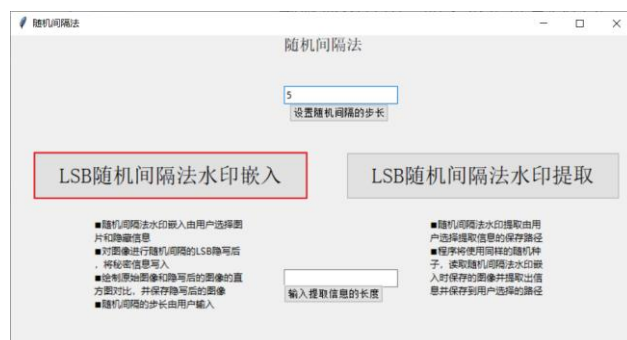 随机间隔法
随机间隔法
5
设置随机间隔的步长
LSB随机间隔法水印嵌入
LSB随机间隔法水印提取
■随机间隔法水印嵌入由用户选择图
片和隐藏信息
■对图像进行随机间隔的LSB隐写后
，将秘密信息写入
■绘制原始图像和隐写后的图像的直
方图对比，并保存隐写后的图像
■随机间隔的步长由用户输入
■随机间隔法水印提取由用
户选择提取信息的保存路径
■程序将使用同样的随机种
子，读取随机间隔法水印嵌
入时保存的图像并提取出信
息并保存到用户选择的路径
输入提取信息的长度